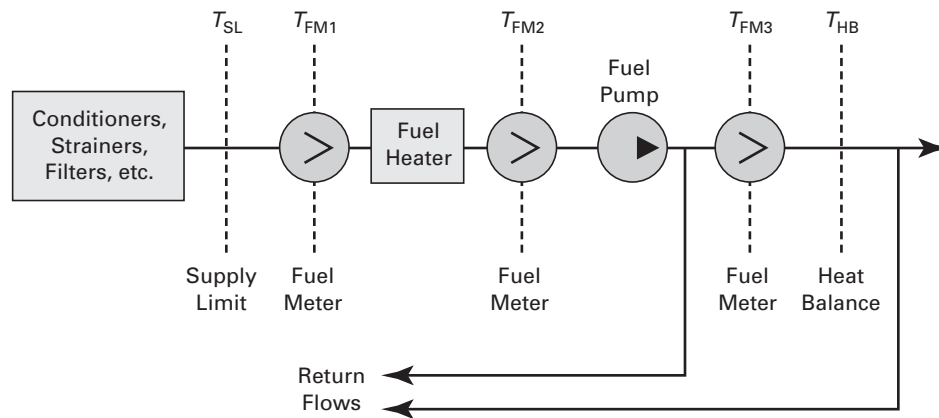 T_SL
T_FM1
T_FM2
T_FM3
T_HB
Fuel
Pump
Conditioners,
Strainers,
Filters, etc.
Fuel
Heater
Supply
Limit
Fuel
Meter
Fuel
Meter
Fuel
Meter
Heat
Balance
Return
Flows